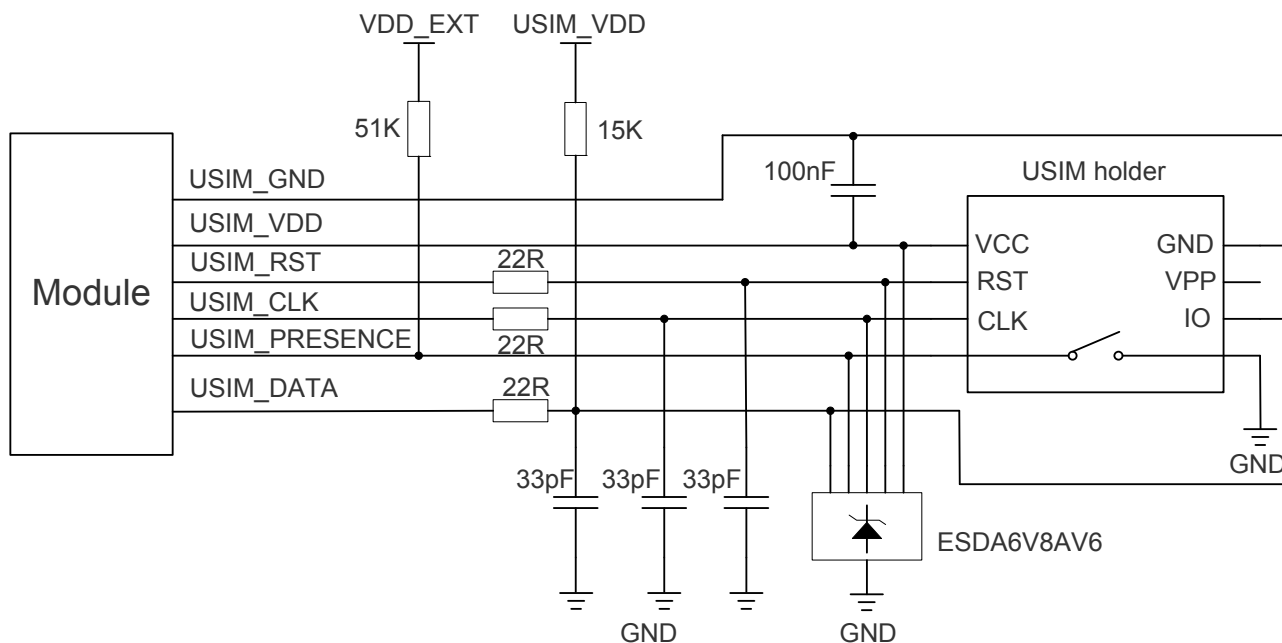 VDD_EXT
USIM_VDD
51K
15K
100nF
USIM holder
Module
USIM_GND
USIM_VDD
USIM_RST
USIM_CLK
USIM_PRESENCE
USIM_DATA
22R
22R
22R
VCC
GND
RST
VPP
CLK
IO
GND
33pF
33pF
33pF
ESDA6V8AV6
GND
GND